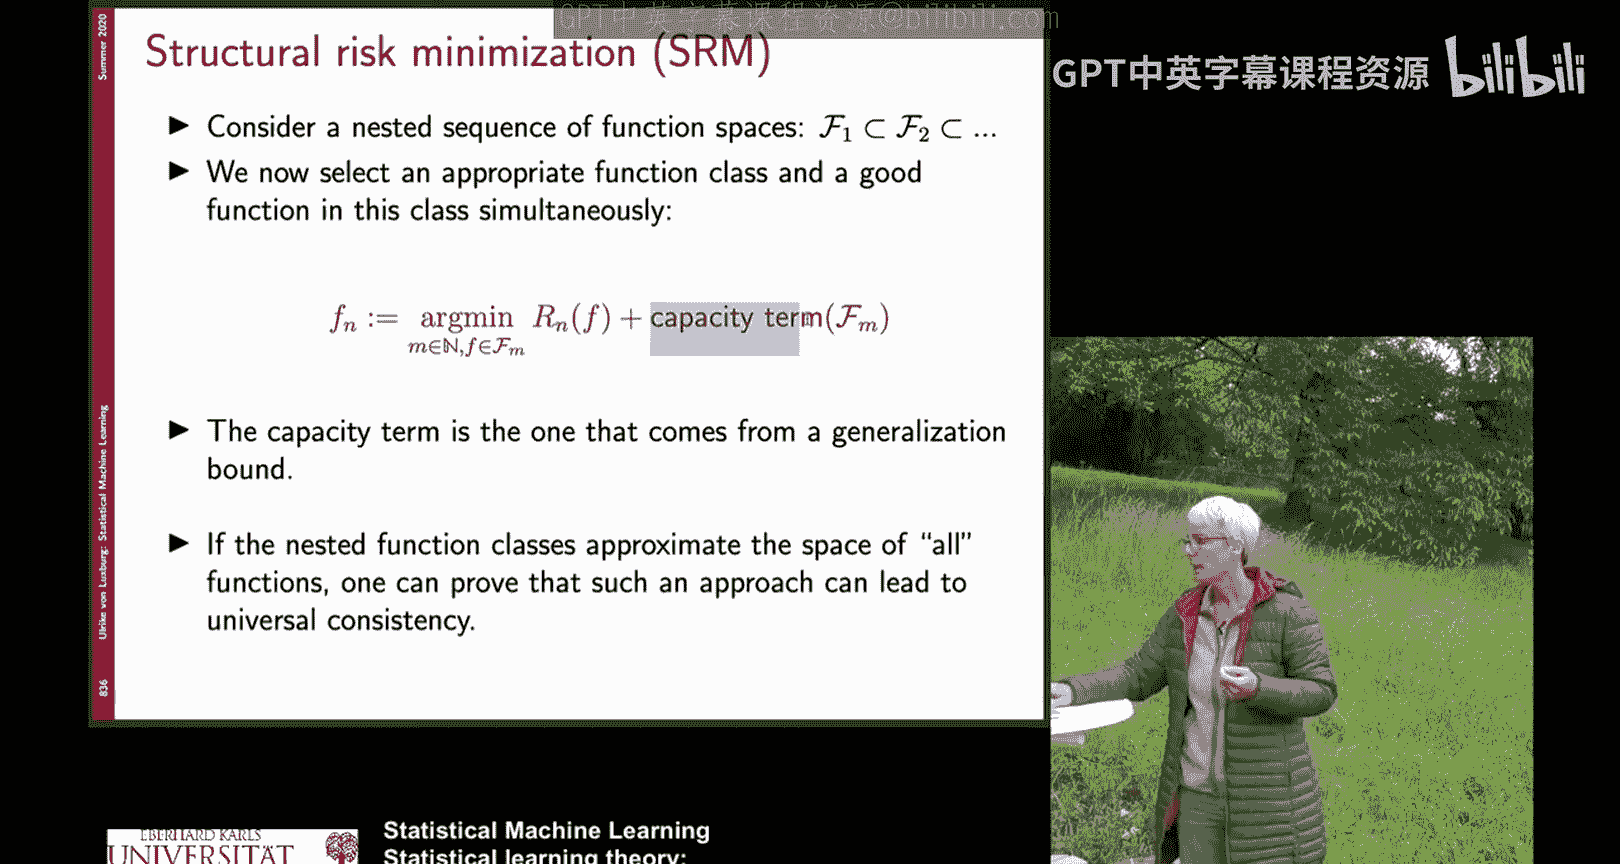 GPT中英字幕课程资源@bilibili.com
GPT中英字幕课程资源 bilibili
Summer 2020
Structural risk minimization (SRM)
► Consider a nested sequence of function spaces: ℱ₁ ⊂ ℱ₂ ⊂ ...
► We now select an appropriate function class and a good
function in this class simultaneously:
fₙ := argmin Rₙ(f) + capacity term(ℱₘ)
m∈ℕ,f∈ℱₘ
► The capacity term is the one that comes from a generalization
bound.
► If the nested function classes approximate the space of “all”
functions, one can prove that such an approach can lead to
universal consistency.
Ulrike von Luxburg: Statistical Machine Learning
836
EBERHARD KARLS
UNIVERSITÄT
Statistical Machine Learning
Statistical learning theory: